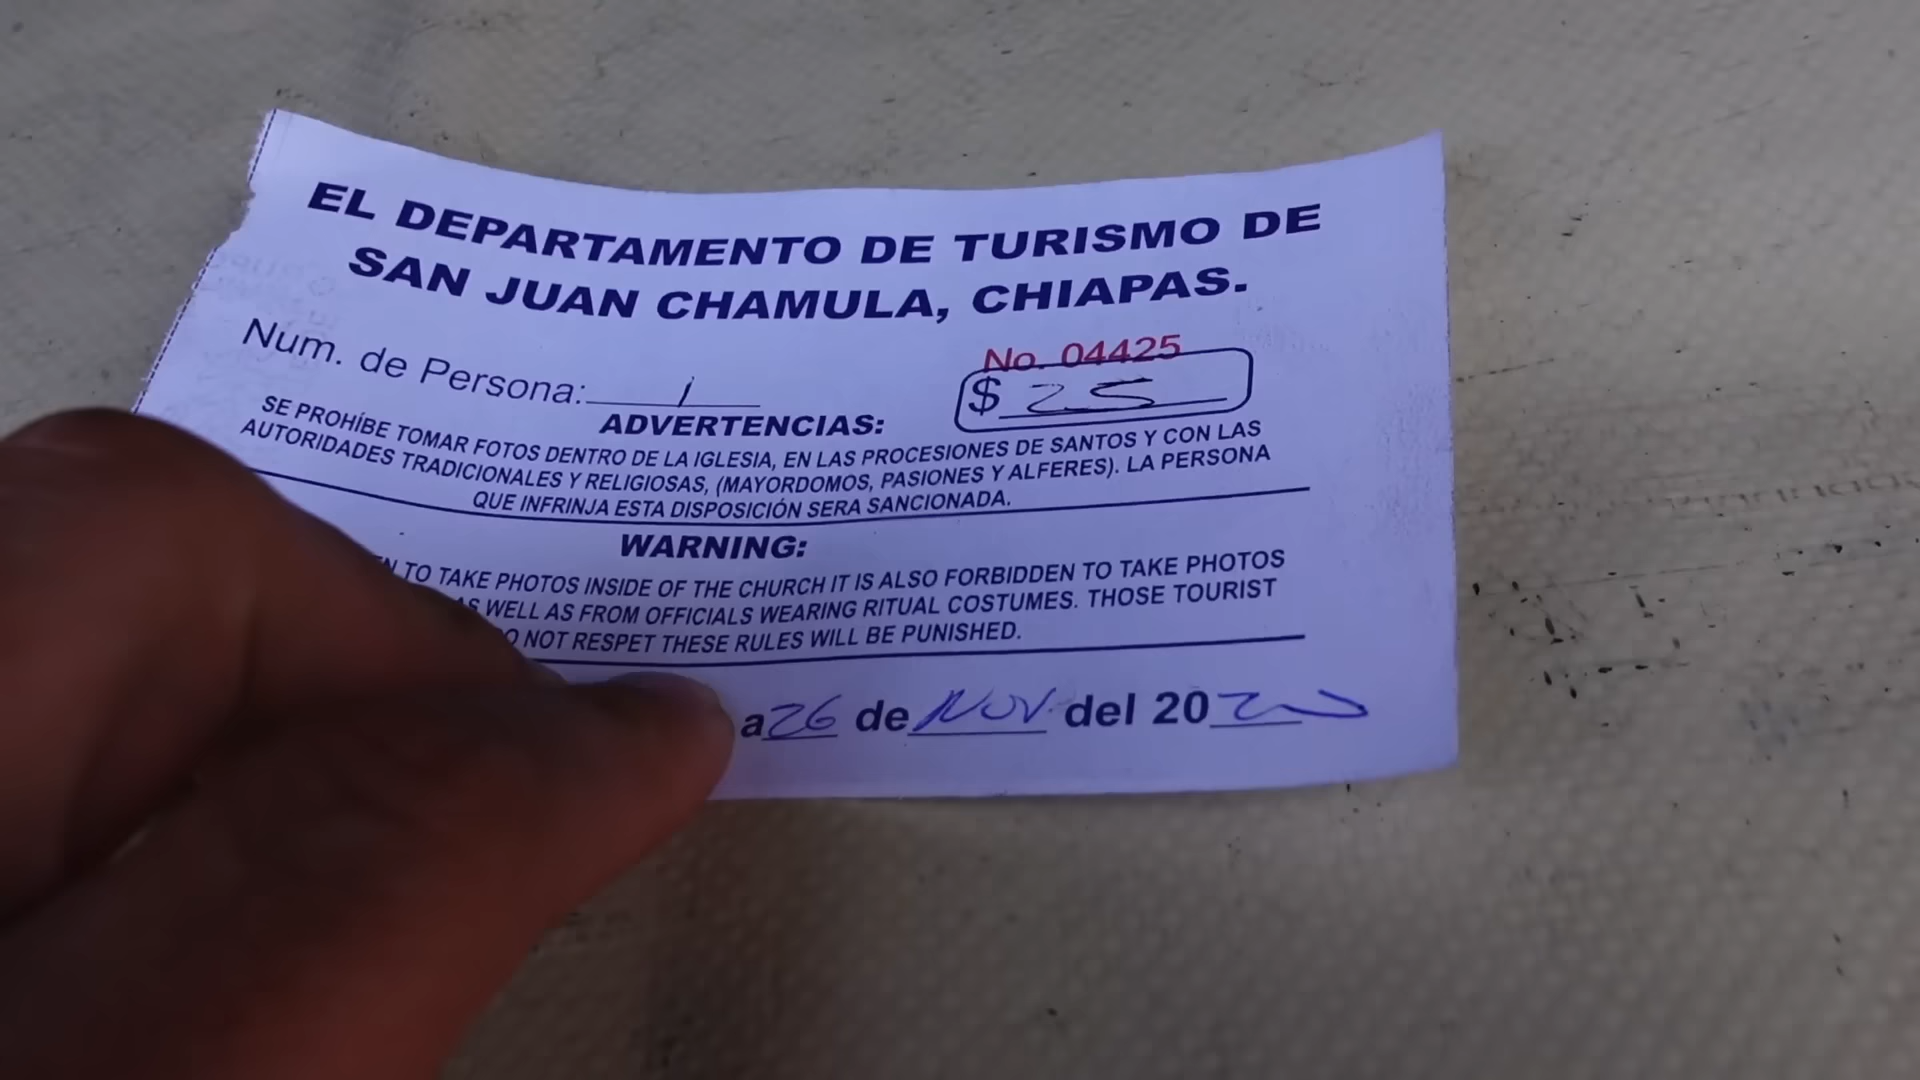 EL DEPARTAMENTO DE TURISMO DE
SAN JUAN CHAMULA, CHIAPAS.
No. 04425
Num. de Persona: 1
$ 25
ADVERTENCIAS:
SE PROHÍBE TOMAR FOTOS DENTRO DE LA IGLESIA, EN LAS PROCESIONES DE SANTOS Y CON LAS
AUTORIDADES TRADICIONALES Y RELIGIOSAS, (MAYORDOMOS, PASIONES Y ALFERES). LA PERSONA
QUE INFRINJA ESTA DISPOSICIÓN SERA SANCIONADA.
WARNING:
TO TAKE PHOTOS INSIDE OF THE CHURCH IT IS ALSO FORBIDDEN TO TAKE PHOTOS
AS WELL AS FROM OFFICIALS WEARING RITUAL COSTUMES. THOSE TOURIST
NOT RESPET THESE RULES WILL BE PUNISHED.
a 26 de Nov. del 20